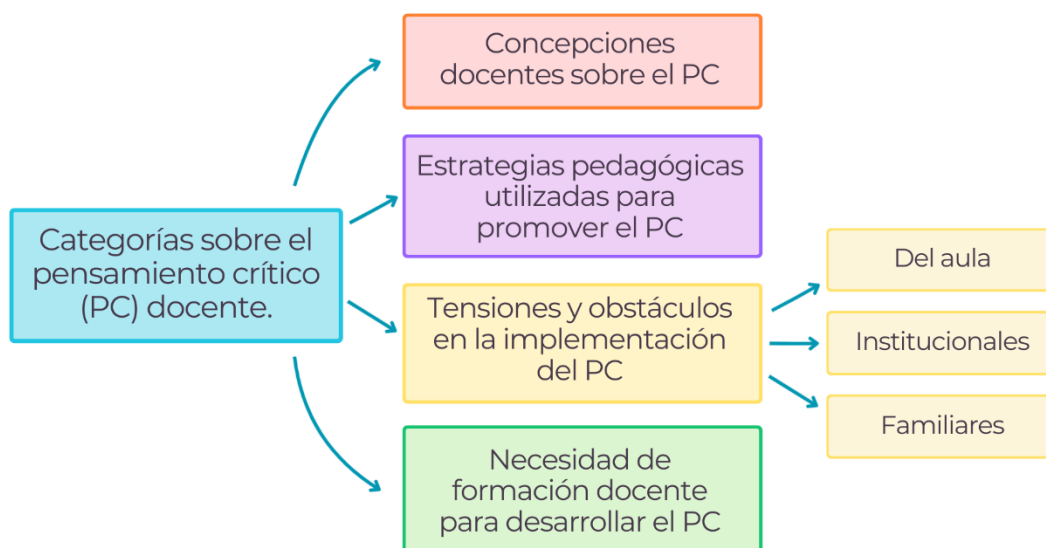 Concepciones
docentes sobre el PC
Estrategias pedagógicas
utilizadas para
promover el PC
Categorías sobre el
pensamiento crítico
(PC) docente.
Tensiones y obstáculos
en la implementación
del PC
Del aula
Institucionales
Familiares
Necesidad de
formación docente
para desarrollar el PC